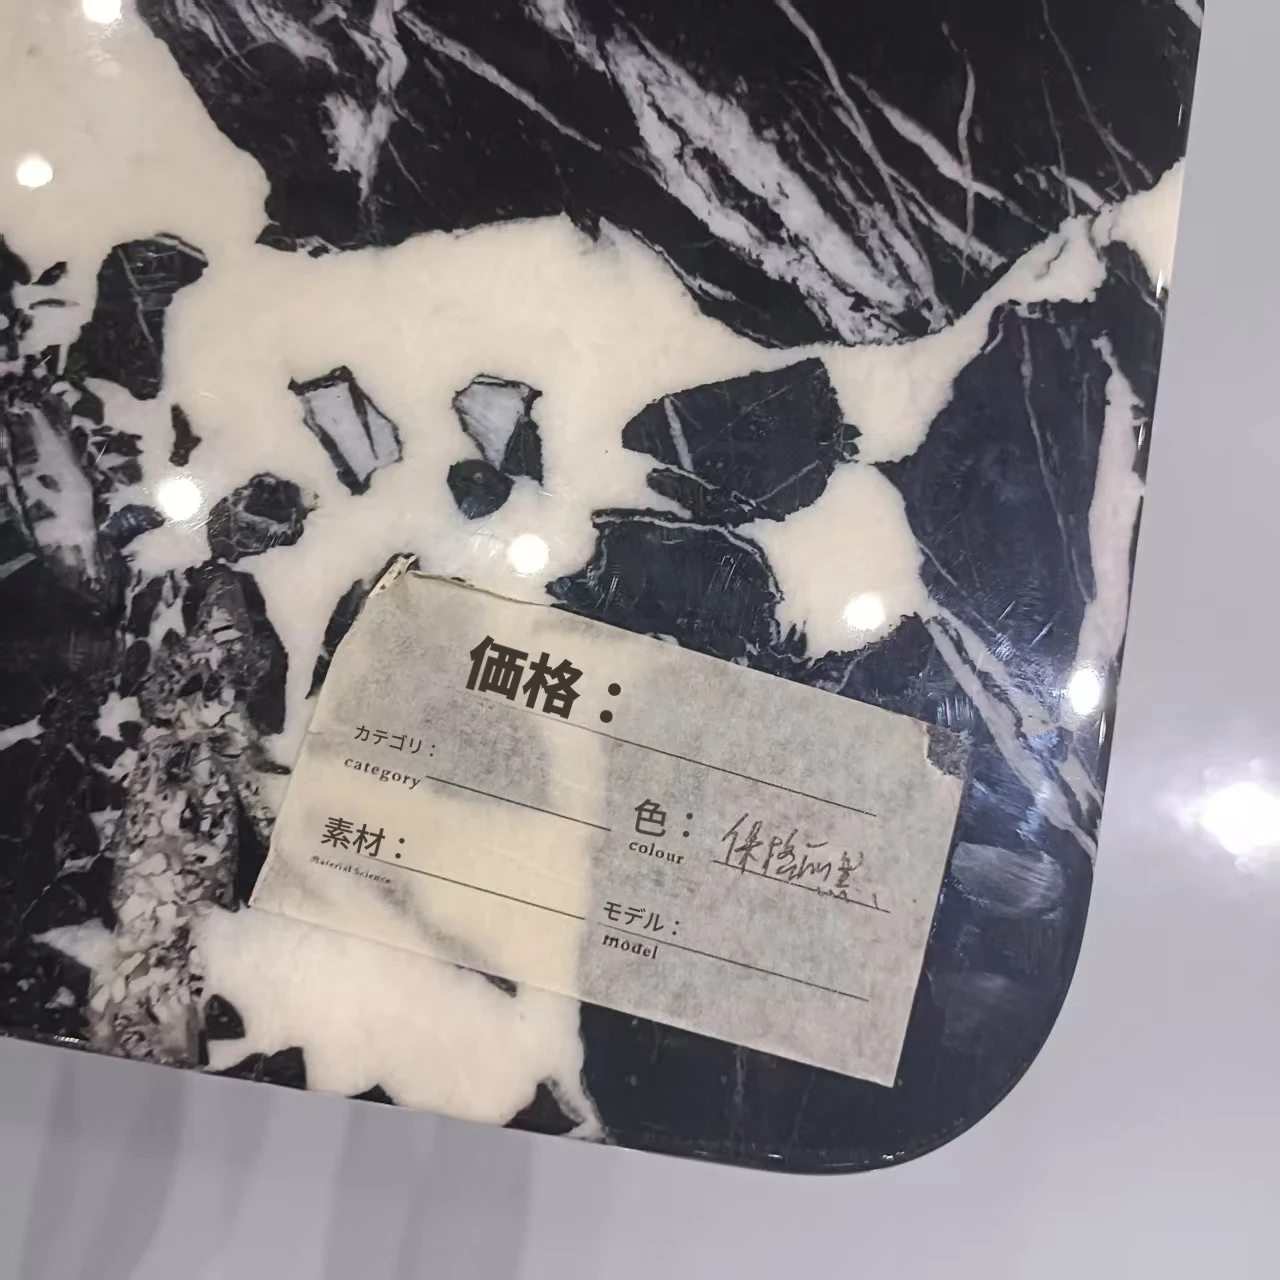 価格：
カテゴリ：
category
色：
colour
素材：
Material Science
モデル：
model